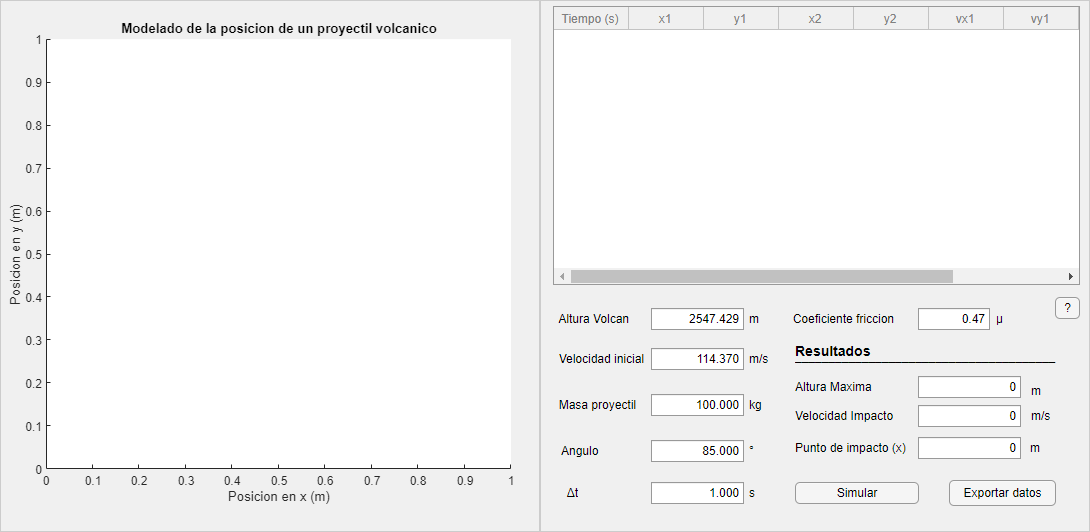 Modelado de la posicion de un proyectil volcanico
1
0.9
0.8
0.7
0.6
0.5
0.4
0.3
0.2
0.1
0
Posicion en y (m)
0 0.1 0.2 0.3 0.4 0.5 0.6 0.7 0.8 0.9 1
Posicion en x (m)
Tiempo (s) x1 y1 x2 y2 vx1 vy1
?
Altura Volcan 2547.429 m
Velocidad inicial 114.370 m/s
Masa proyectil 100.000 kg
Angulo 85.000 °
Δt 1.000 s
Coeficiente friccion 0.47 μ
Resultados
Altura Maxima 0 m
Velocidad Impacto 0 m/s
Punto de impacto (x) 0 m
Simular Exportar datos